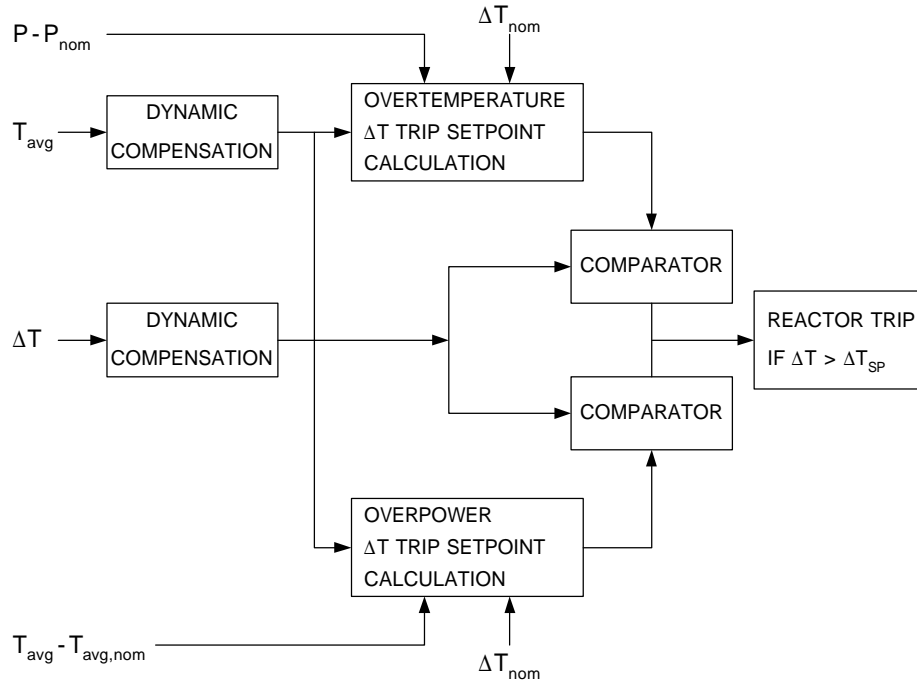 P - P_nom
ΔT_nom
OVERTEMPERATURE
ΔT TRIP SETPOINT
CALCULATION
DYNAMIC
COMPENSATION
T_avg
COMPARATOR
DYNAMIC
COMPENSATION
ΔT
REACTOR TRIP
IF ΔT > ΔT_SP
COMPARATOR
OVERPOWER
ΔT TRIP SETPOINT
CALCULATION
T_avg - T_avg,nom
ΔT_nom